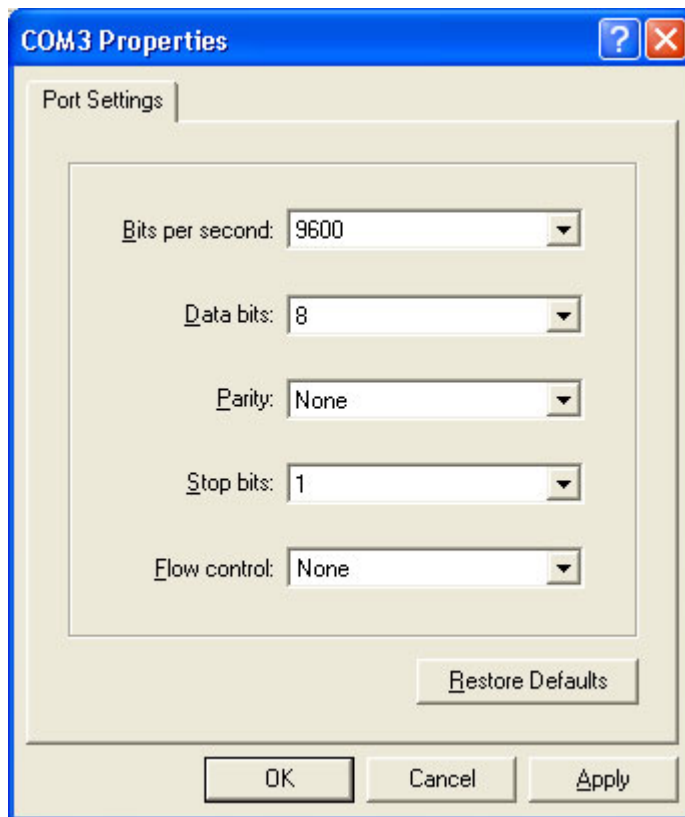 COM3 Properties
Port Settings
Bits per second: 9600
Data bits: 8
Parity: None
Stop bits: 1
Flow control: None
Restore Defaults
OK Cancel Apply